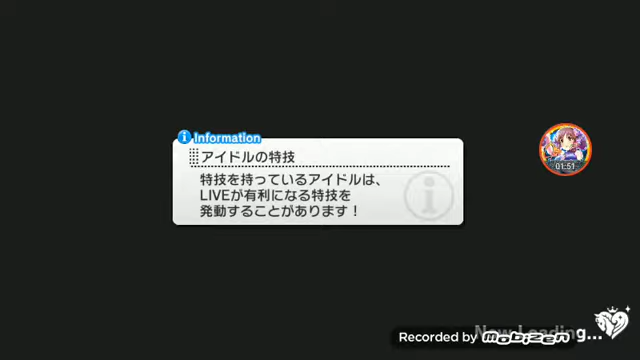 Information
アイドルの特技
特技を持っているアイドルは、
LIVEが有利になる特技を
発動することがあります！
01:51
Now Loading...
Recorded by mobizen